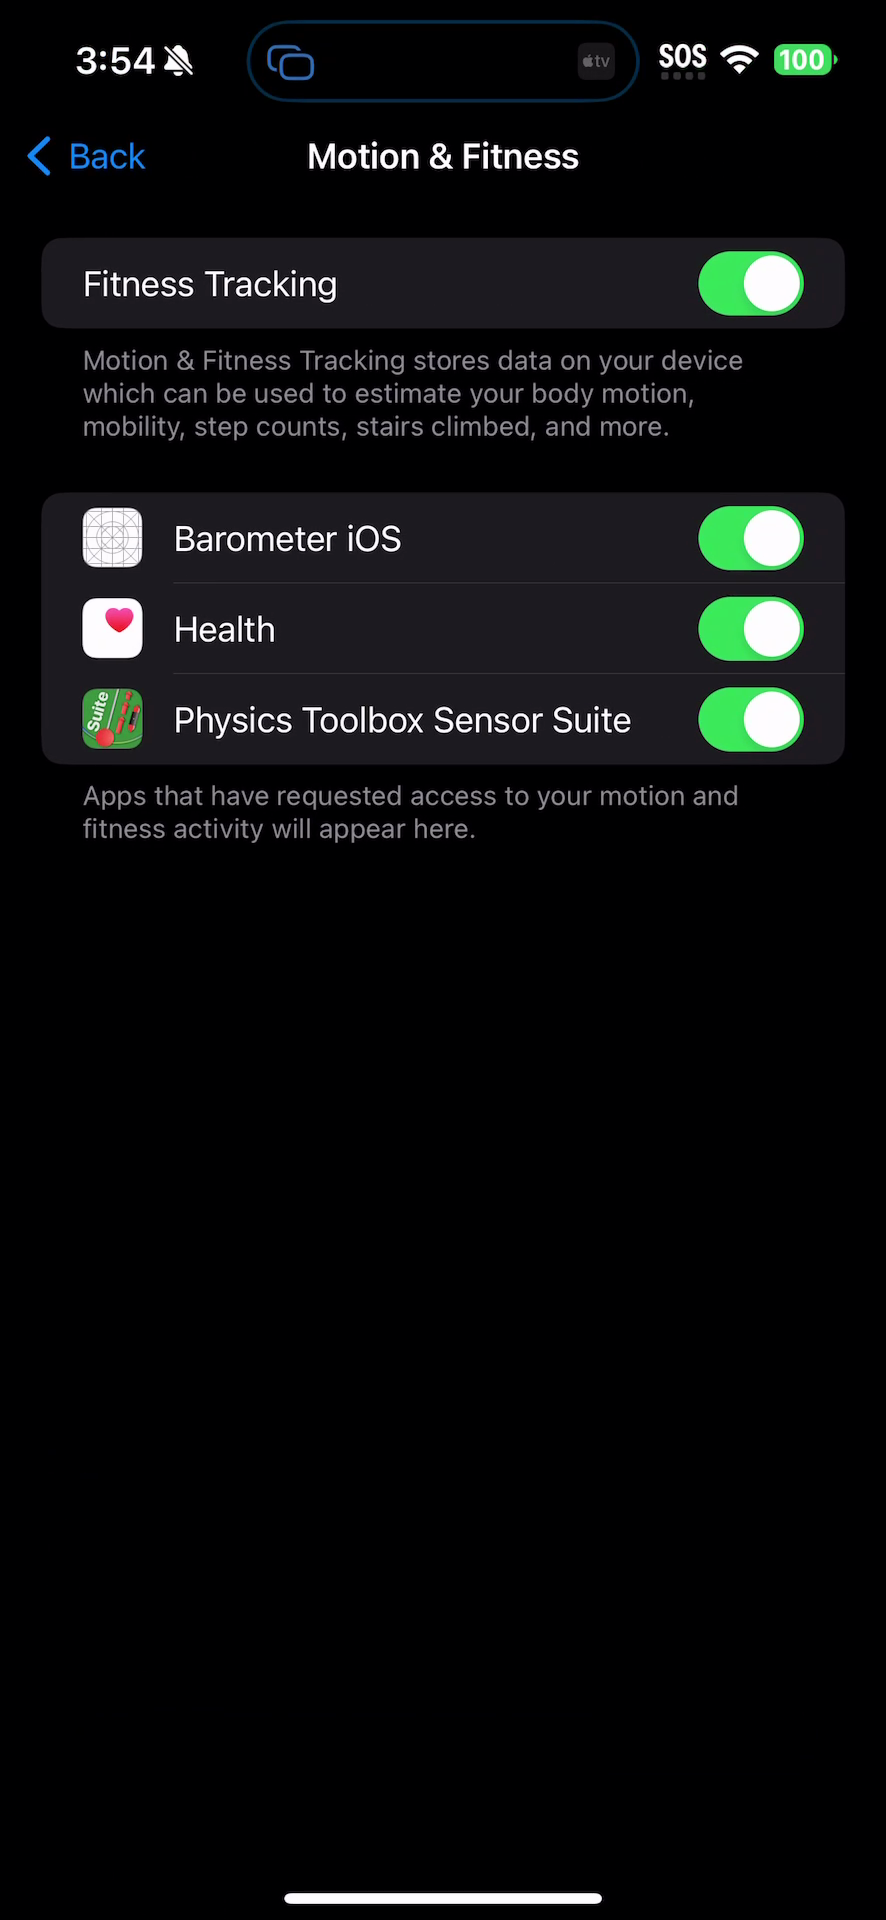 3:54
tv
SOS
100
Back
Motion & Fitness
Fitness Tracking
Motion & Fitness Tracking stores data on your device
which can be used to estimate your body motion,
mobility, step counts, stairs climbed, and more.
Barometer iOS
Health
Suite
Physics Toolbox Sensor Suite
Apps that have requested access to your motion and
fitness activity will appear here.